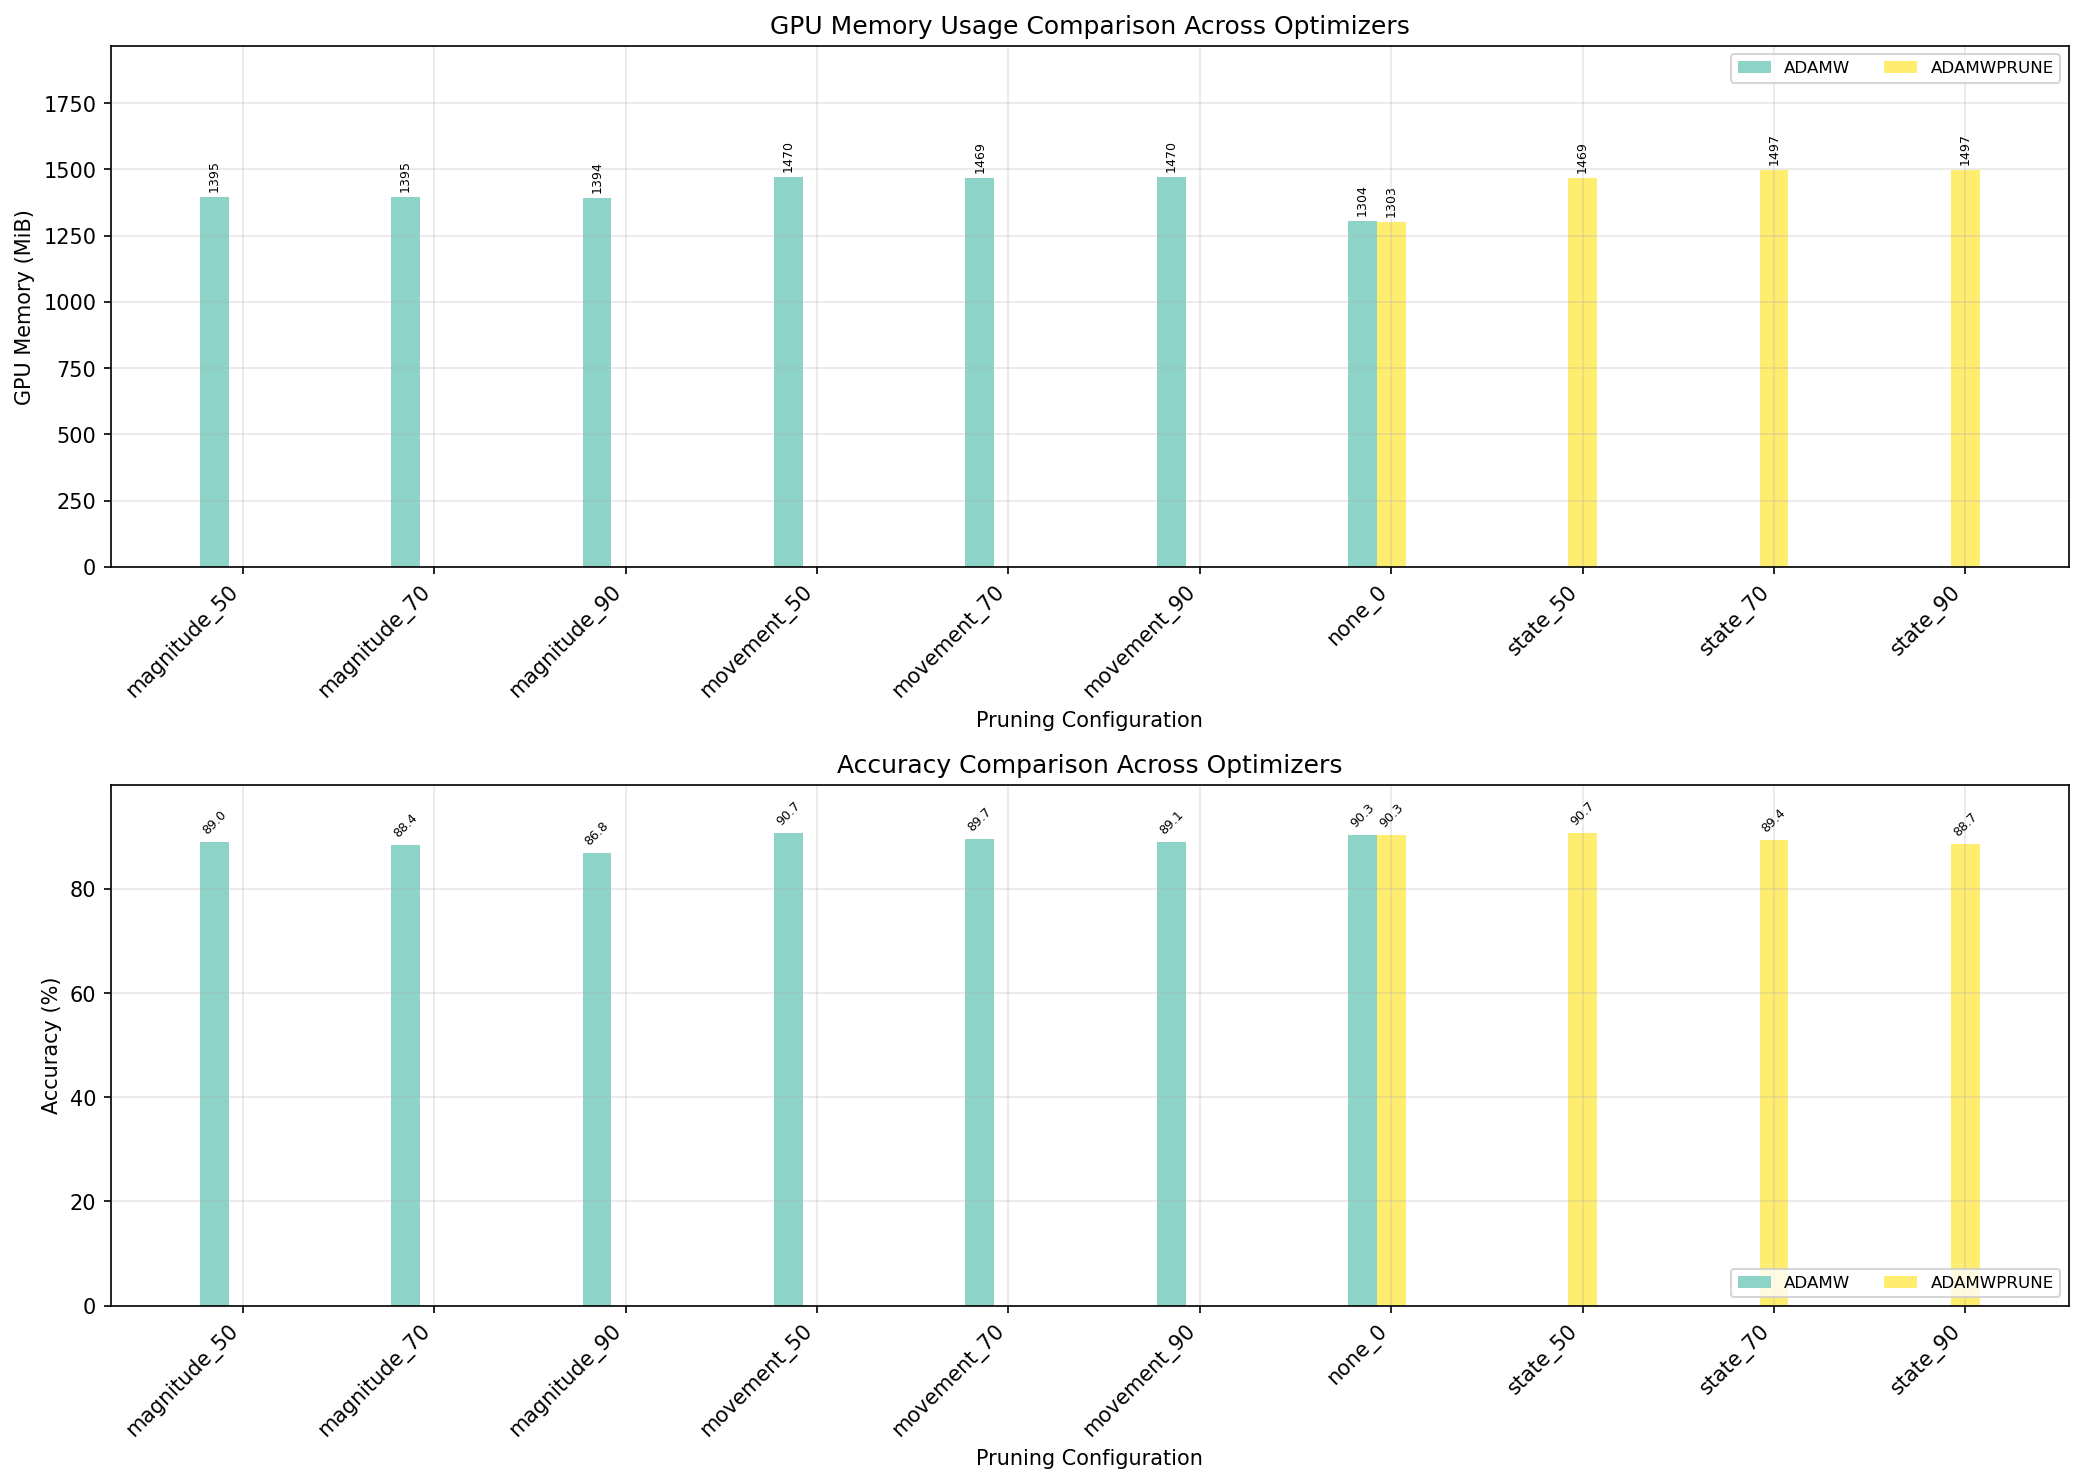 GPU Memory Usage Comparison Across Optimizers
ADAMW ADAMWPRUNE
GPU Memory (MiB)
1750
1500
1250
1000
750
500
250
0
1395
1395
1394
1470
1469
1470
1304
1303
1469
1497
1497
magnitude_50
magnitude_70
magnitude_90
movement_50
movement_70
movement_90
none_0
state_50
state_70
state_90
Pruning Configuration
Accuracy Comparison Across Optimizers
Accuracy (%)
80
60
40
20
0
89.0
88.4
86.8
90.7
89.7
89.1
90.3
90.3
90.7
89.4
88.7
ADAMW ADAMWPRUNE
magnitude_50
magnitude_70
magnitude_90
movement_50
movement_70
movement_90
none_0
state_50
state_70
state_90
Pruning Configuration